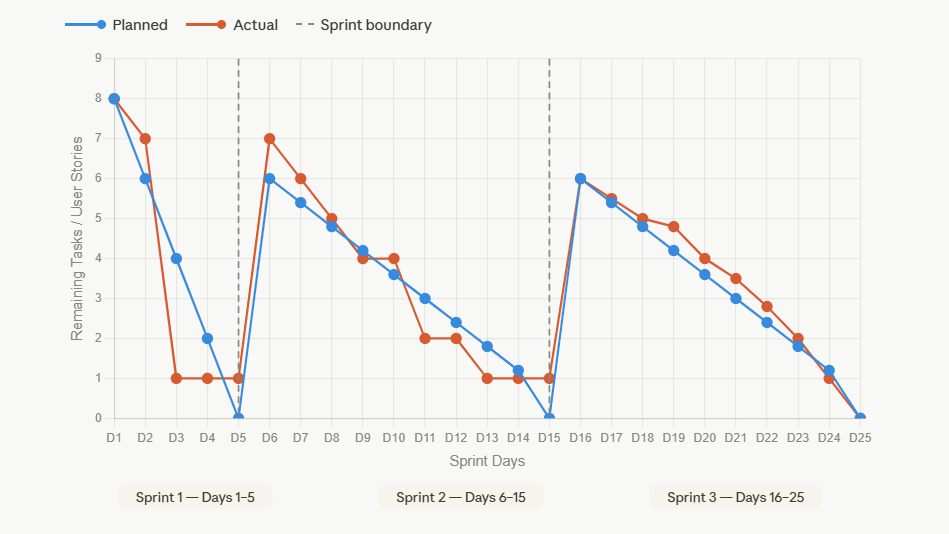 Planned Actual Sprint boundary
Remaining Tasks / User Stories
9
8
7
6
5
4
3
2
1
0
D1 D2 D3 D4 D5 D6 D7 D8 D9 D10 D11 D12 D13 D14 D15 D16 D17 D18 D19 D20 D21 D22 D23 D24 D25
Sprint Days
Sprint 1 — Days 1–5 Sprint 2 — Days 6–15 Sprint 3 — Days 16–25